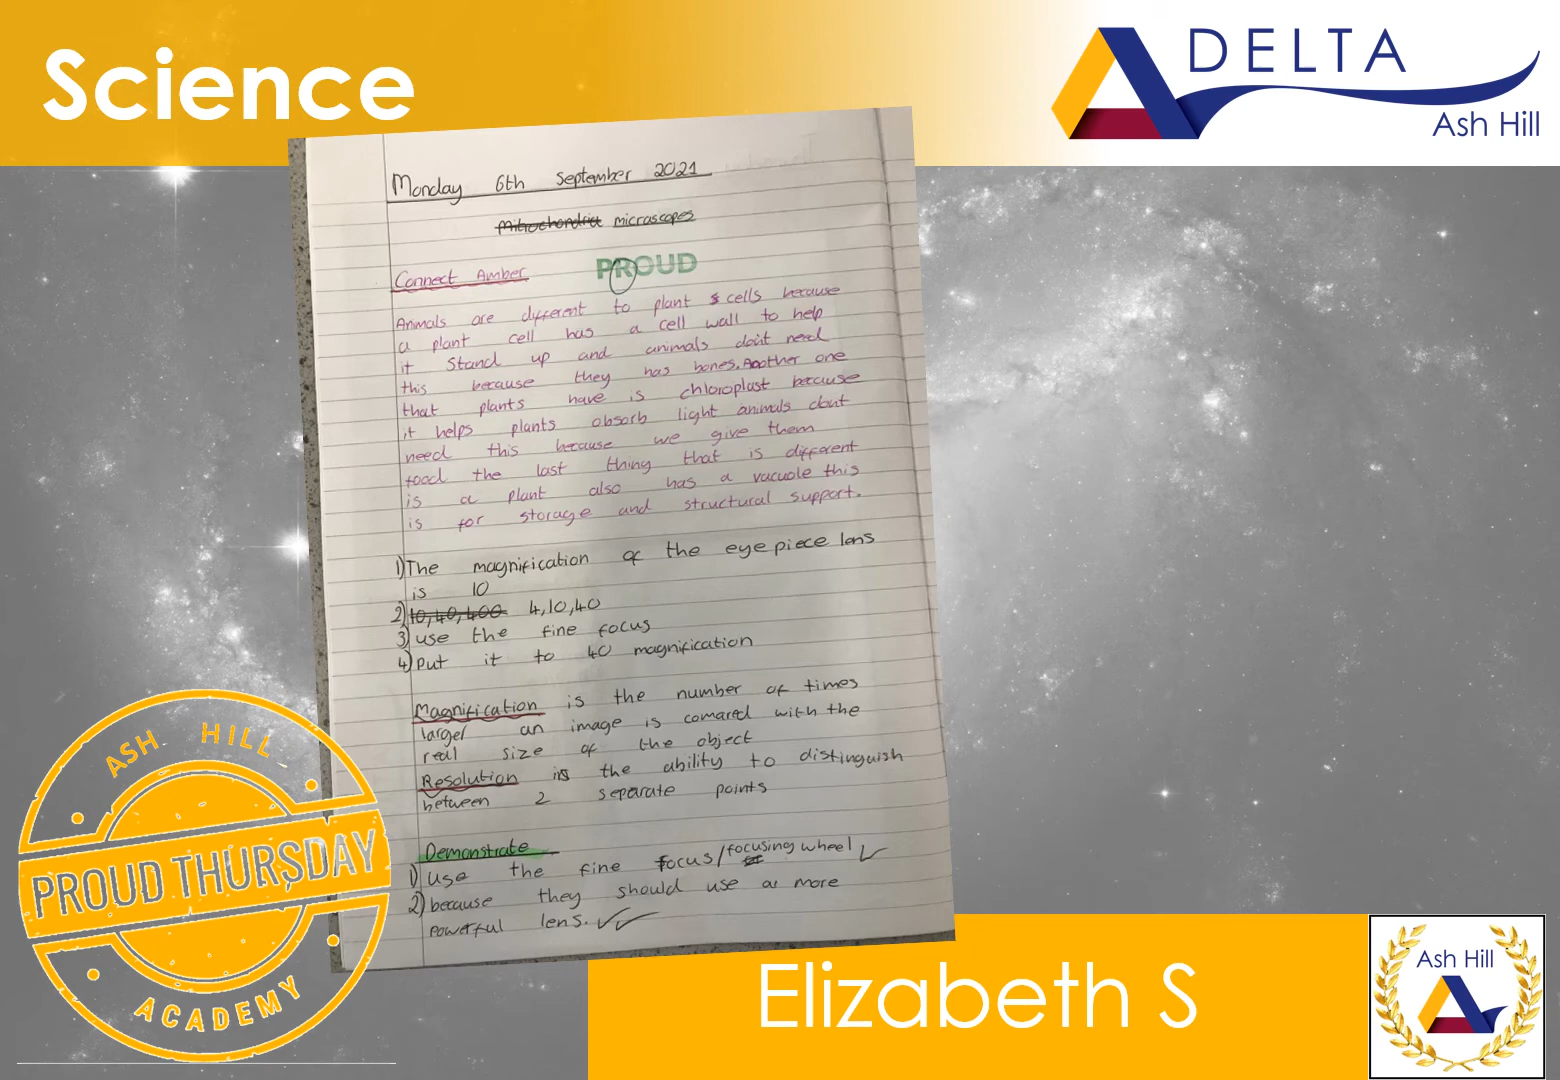 Science
DELTA
Ash Hill
Monday 6th September 2021
mitochondria microscopes
Connect Amber
PROUD
Animals are different to plant cells because
a plant cell has a cell wall to help
it stand up and animals don't need
this because they has bones. Another one
that plants have is chloroplast because
it helps plants absorb light animals dont
need this because we give them
food the last thing that is different
is a plant also has a vacuole this
is for storage and structural support.
1) The magnification of the eyepiece lens
is 10
2) 10,40,400 4,10,40
3) use the fine focus
4) Put it to 40 magnification
Magnification is the number of times
larger an image is comared with the
real size of the object
Resolution is the ability to distinguish
between 2 separate points
Demonstrate
1) use the fine focus/focusing wheel
2) because they should use a more
powerful lens.
ASH HILL
PROUD THURSDAY
ACADEMY
Elizabeth S
Ash Hill